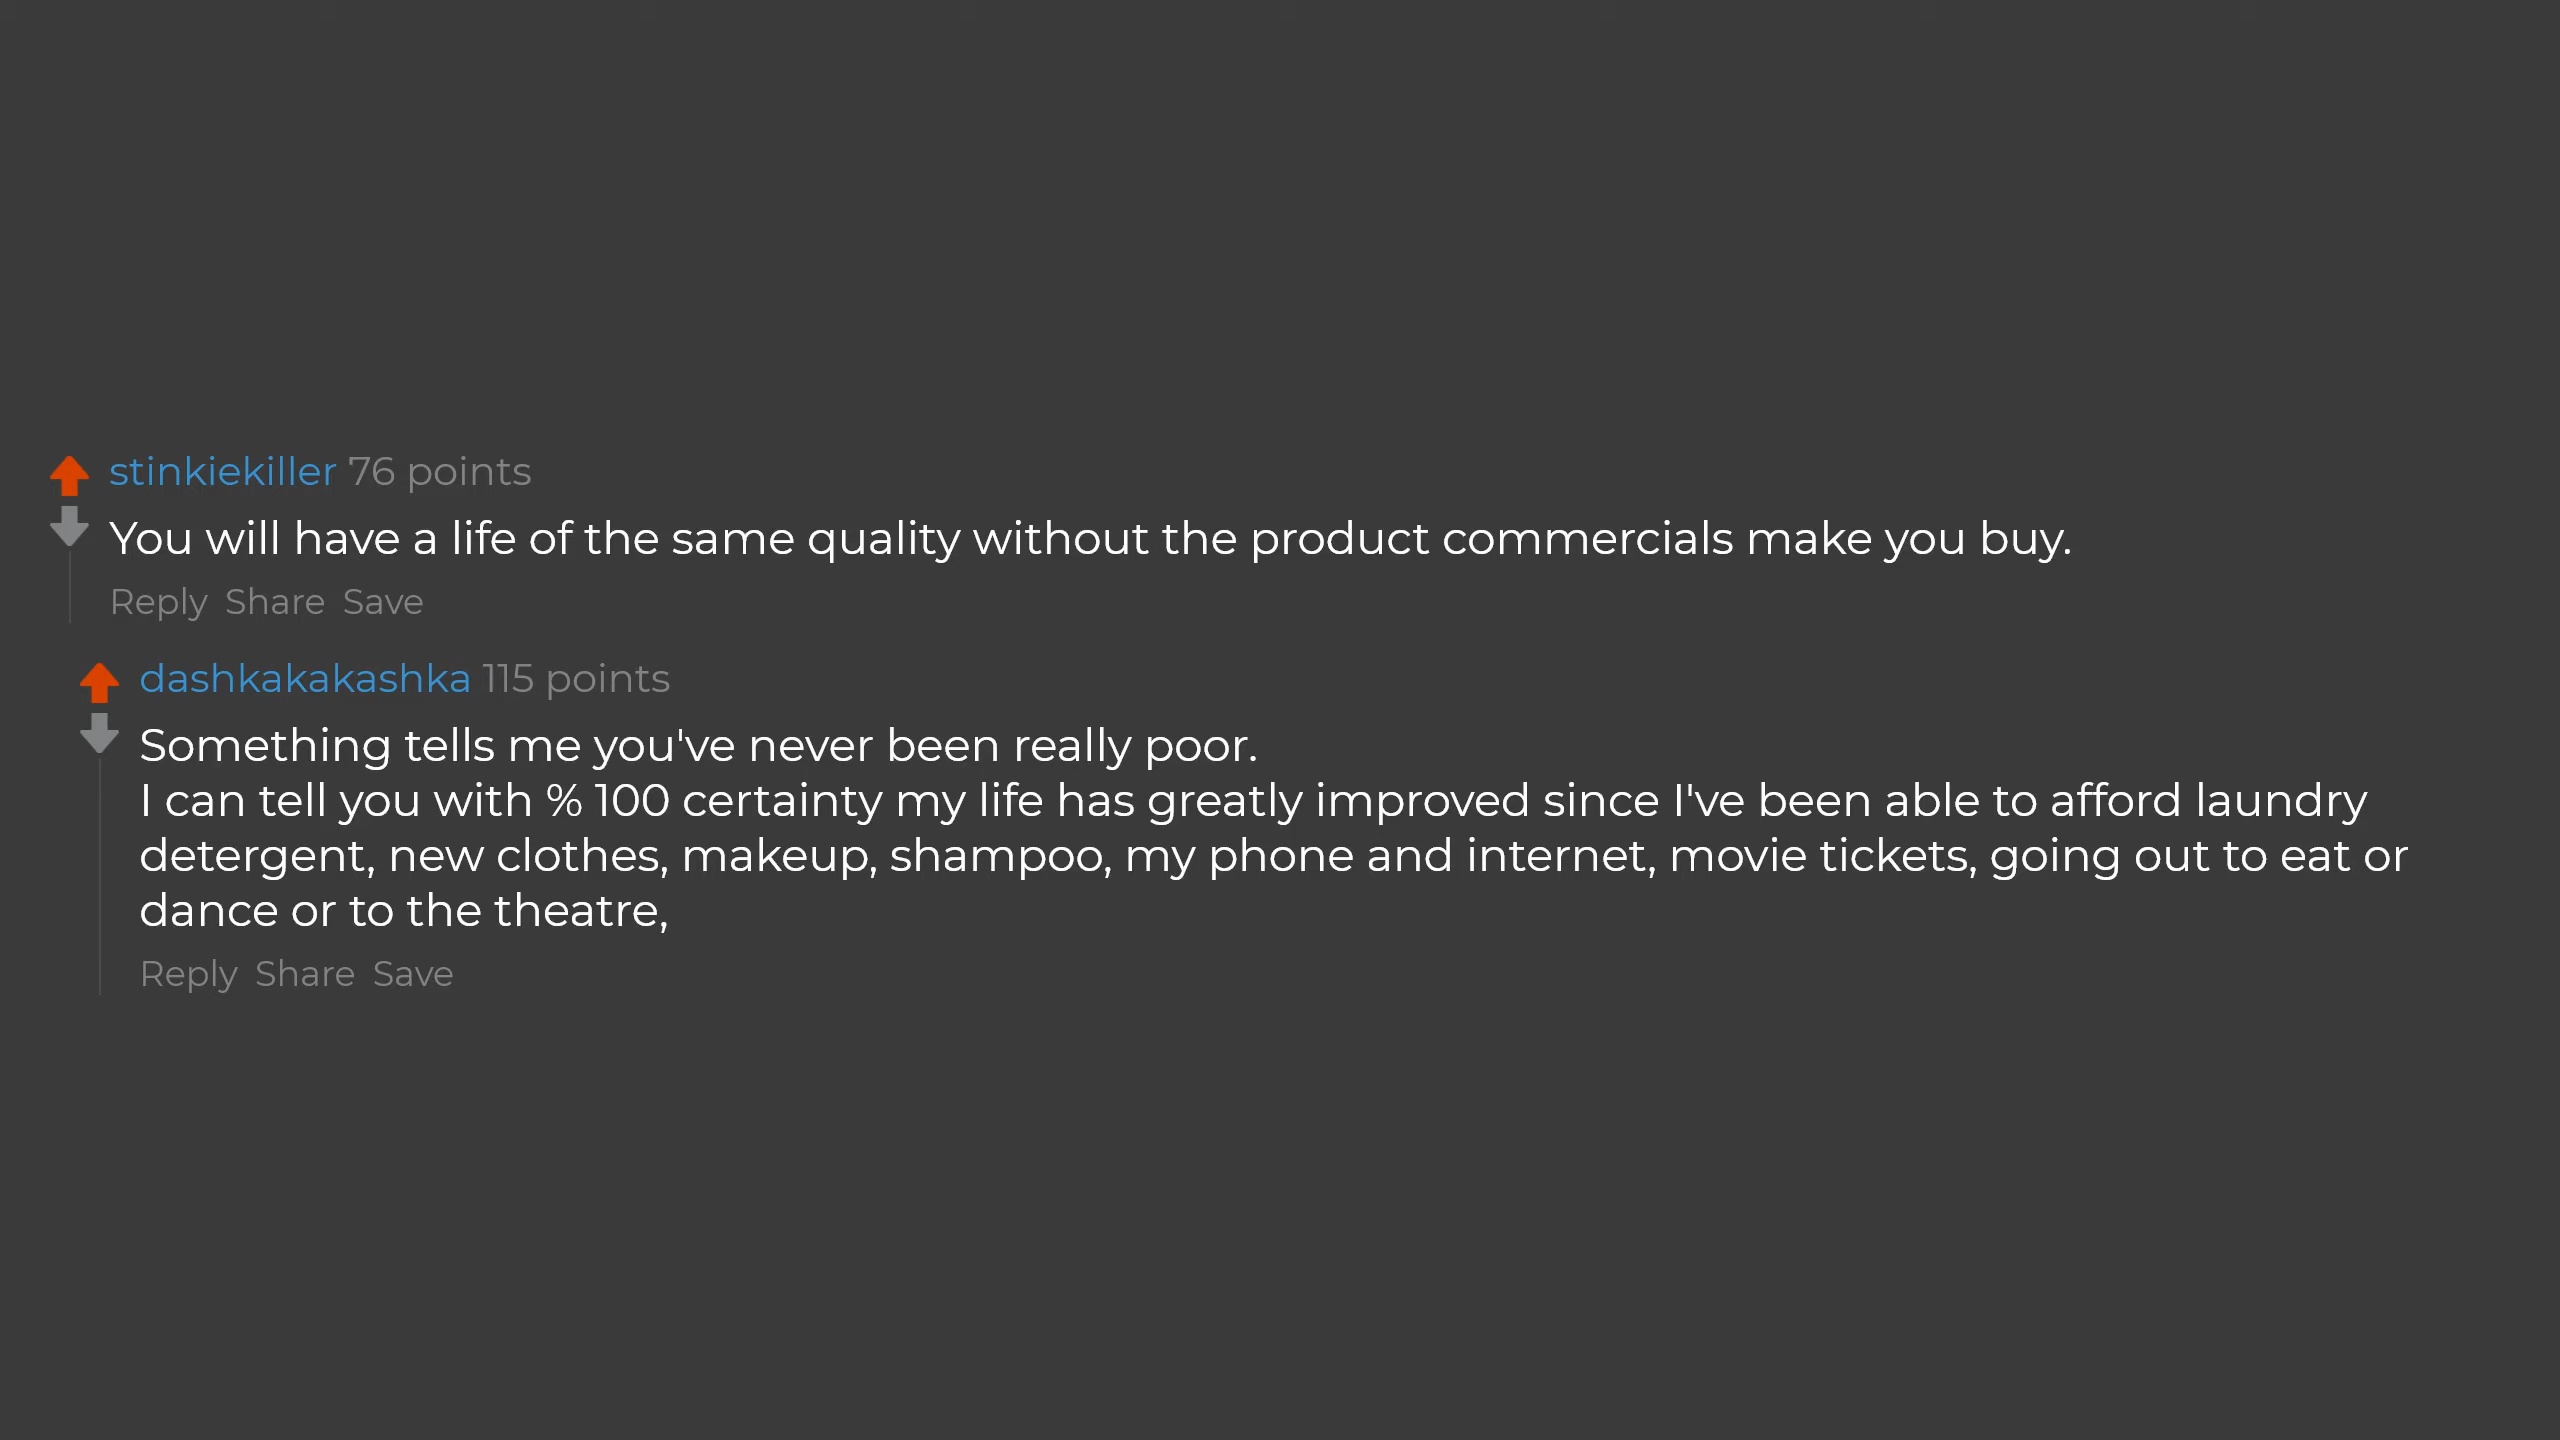 stinkiekiller 76 points
You will have a life of the same quality without the product commercials make you buy.
Reply Share Save
dashkakakashka 115 points
Something tells me you've never been really poor.
I can tell you with % 100 certainty my life has greatly improved since I've been able to afford laundry
detergent, new clothes, makeup, shampoo, my phone and internet, movie tickets, going out to eat or
dance or to the theatre,
Reply Share Save